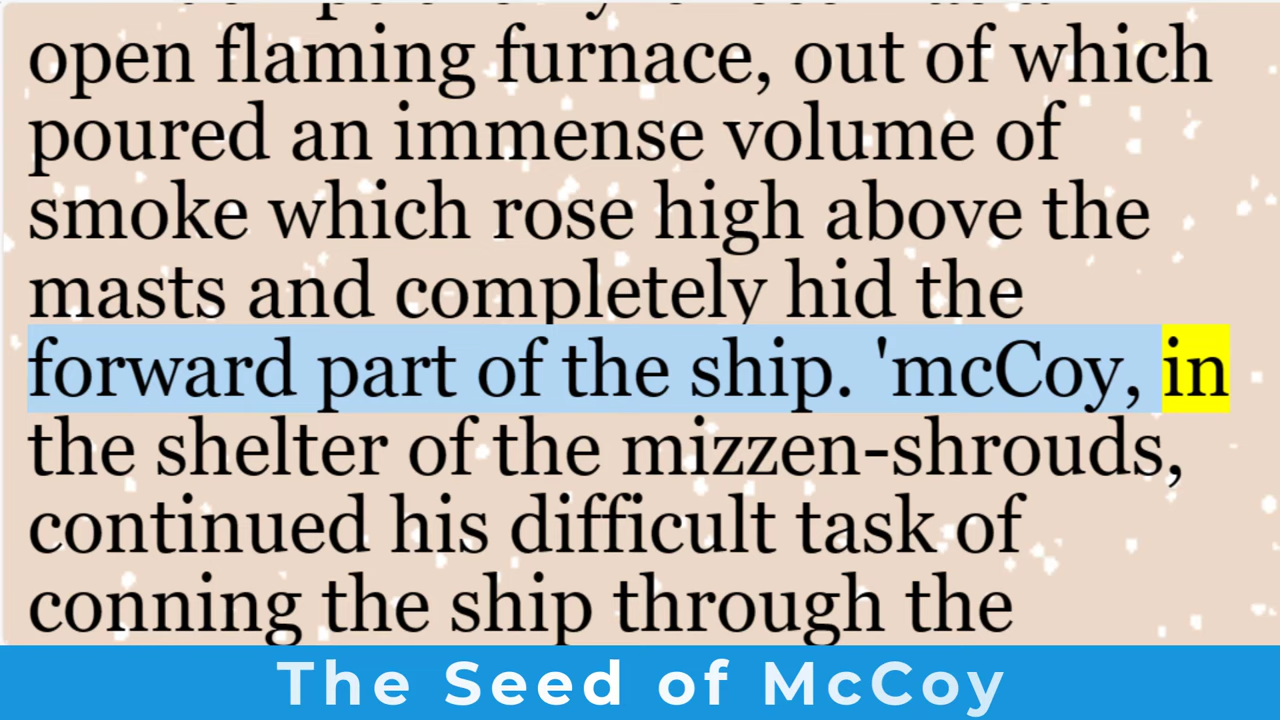 open flaming furnace, out of which
poured an immense volume of
smoke which rose high above the
masts and completely hid the
forward part of the ship. 'mcCoy, in
the shelter of the mizzen-shrouds,
continued his difficult task of
conning the ship through the
The Seed of McCoy